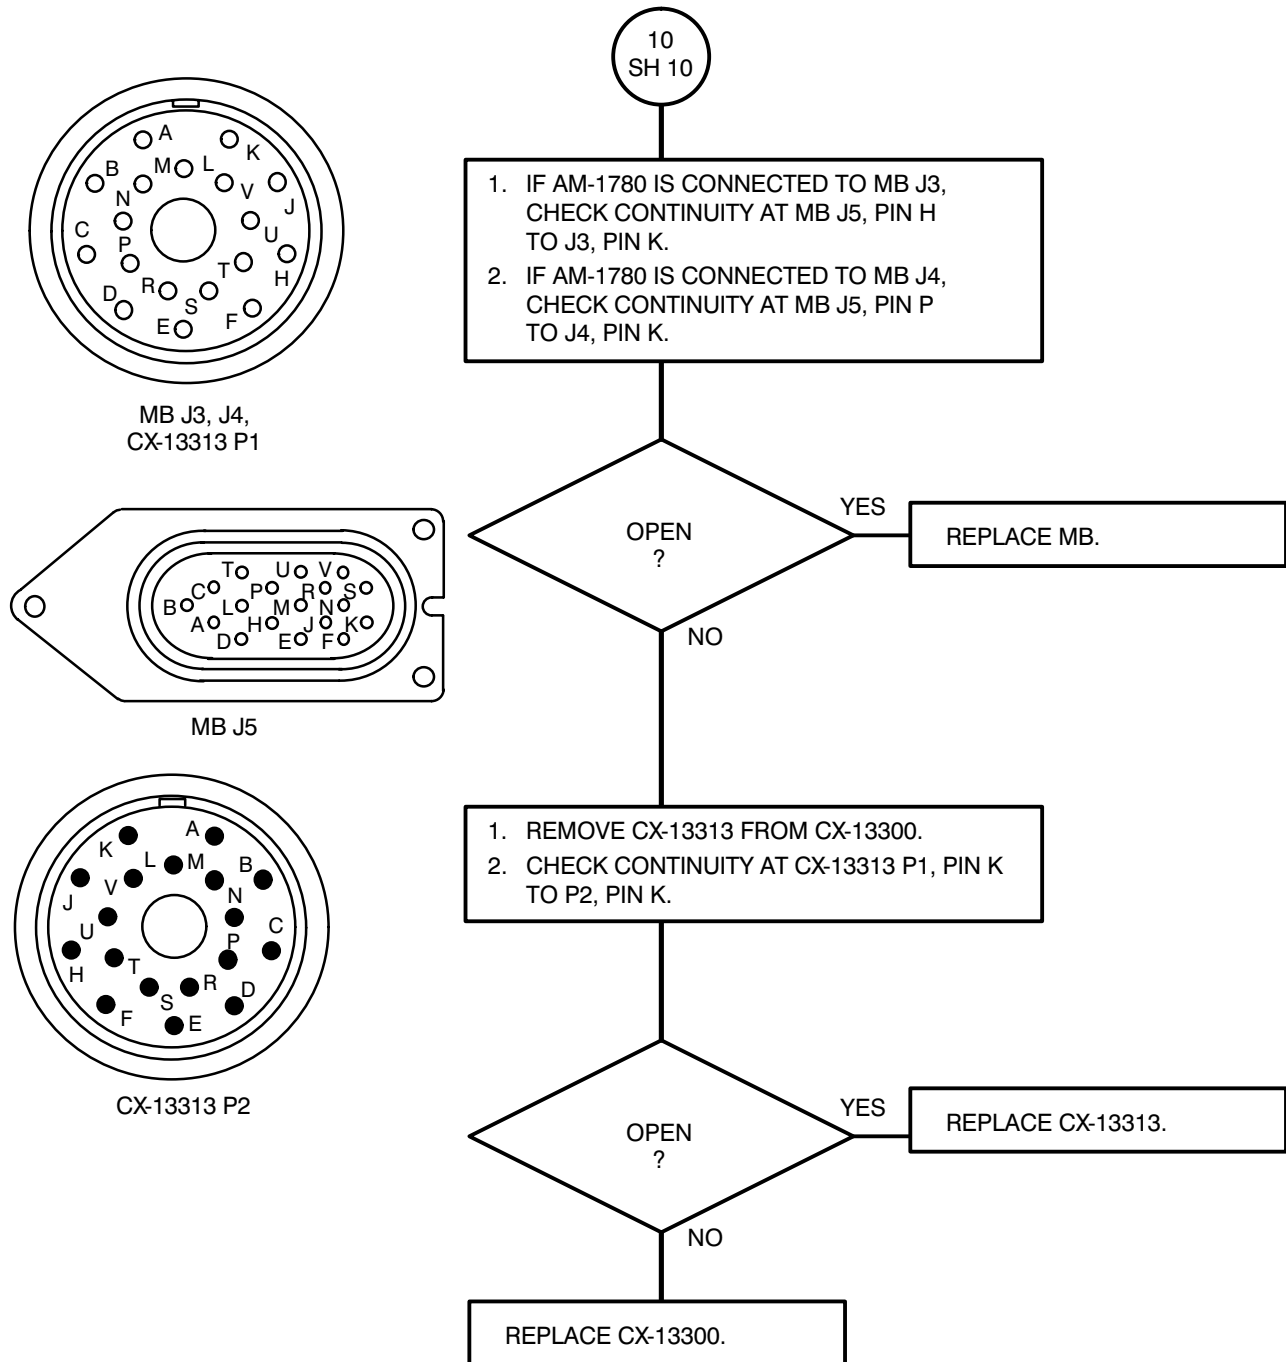 10
SH 10
1. IF AM-1780 IS CONNECTED TO MB J3,
CHECK CONTINUITY AT MB J5, PIN H
TO J3, PIN K.
2. IF AM-1780 IS CONNECTED TO MB J4,
CHECK CONTINUITY AT MB J5, PIN P
TO J4, PIN K.
OPEN
?
YES
REPLACE MB.
NO
1. REMOVE CX-13313 FROM CX-13300.
2. CHECK CONTINUITY AT CX-13313 P1, PIN K
TO P2, PIN K.
OPEN
?
YES
REPLACE CX-13313.
NO
REPLACE CX-13300.
A
K
B
M
L
V
J
N
C
P
U
H
T
D
R
S
F
E
MB J3, J4,
CX-13313 P1
T U V
C P R S
B L M N
A H J K
D E F
MB J5
A
K
L
M
B
J
V
N
C
U
P
H
T
R
D
S
F
E
CX-13313 P2